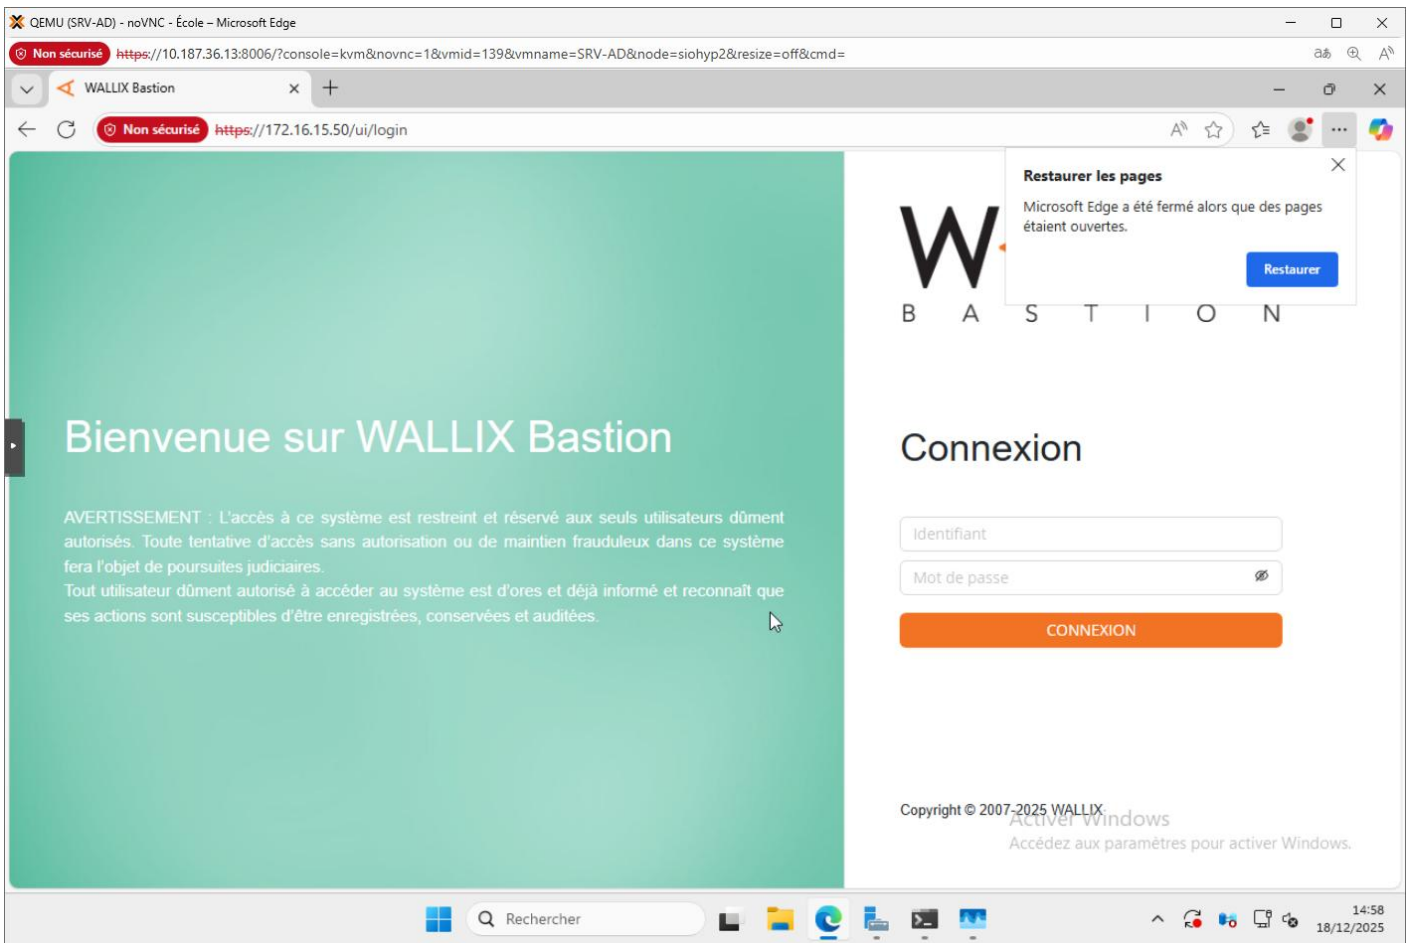 QEMU (SRV-AD) - noVNC - École – Microsoft Edge
Non sécurisé https://10.187.36.13:8006/?console=kvm&novnc=1&vmid=139&vmname=SRV-AD&node=siohyp2&resize=off&cmd=
WALLIX Bastion
Non sécurisé https://172.16.15.50/ui/login
Restaurer les pages
Microsoft Edge a été fermé alors que des pages
étaient ouvertes.
Restaurer
W
BASTION
Bienvenue sur WALLIX Bastion
AVERTISSEMENT : L'accès à ce système est restreint et réservé aux seuls utilisateurs dûment
autorisés. Toute tentative d'accès sans autorisation ou de maintien frauduleux dans ce système
fera l'objet de poursuites judiciaires.
Tout utilisateur dûment autorisé à accéder au système est d'ores et déjà informé et reconnaît que
ses actions sont susceptibles d'être enregistrées, conservées et auditées.
Connexion
Identifiant
Mot de passe
CONNEXION
Copyright © 2007-2025 WALLIX
Activer Windows
Accédez aux paramètres pour activer Windows.
Rechercher
14:58
18/12/2025